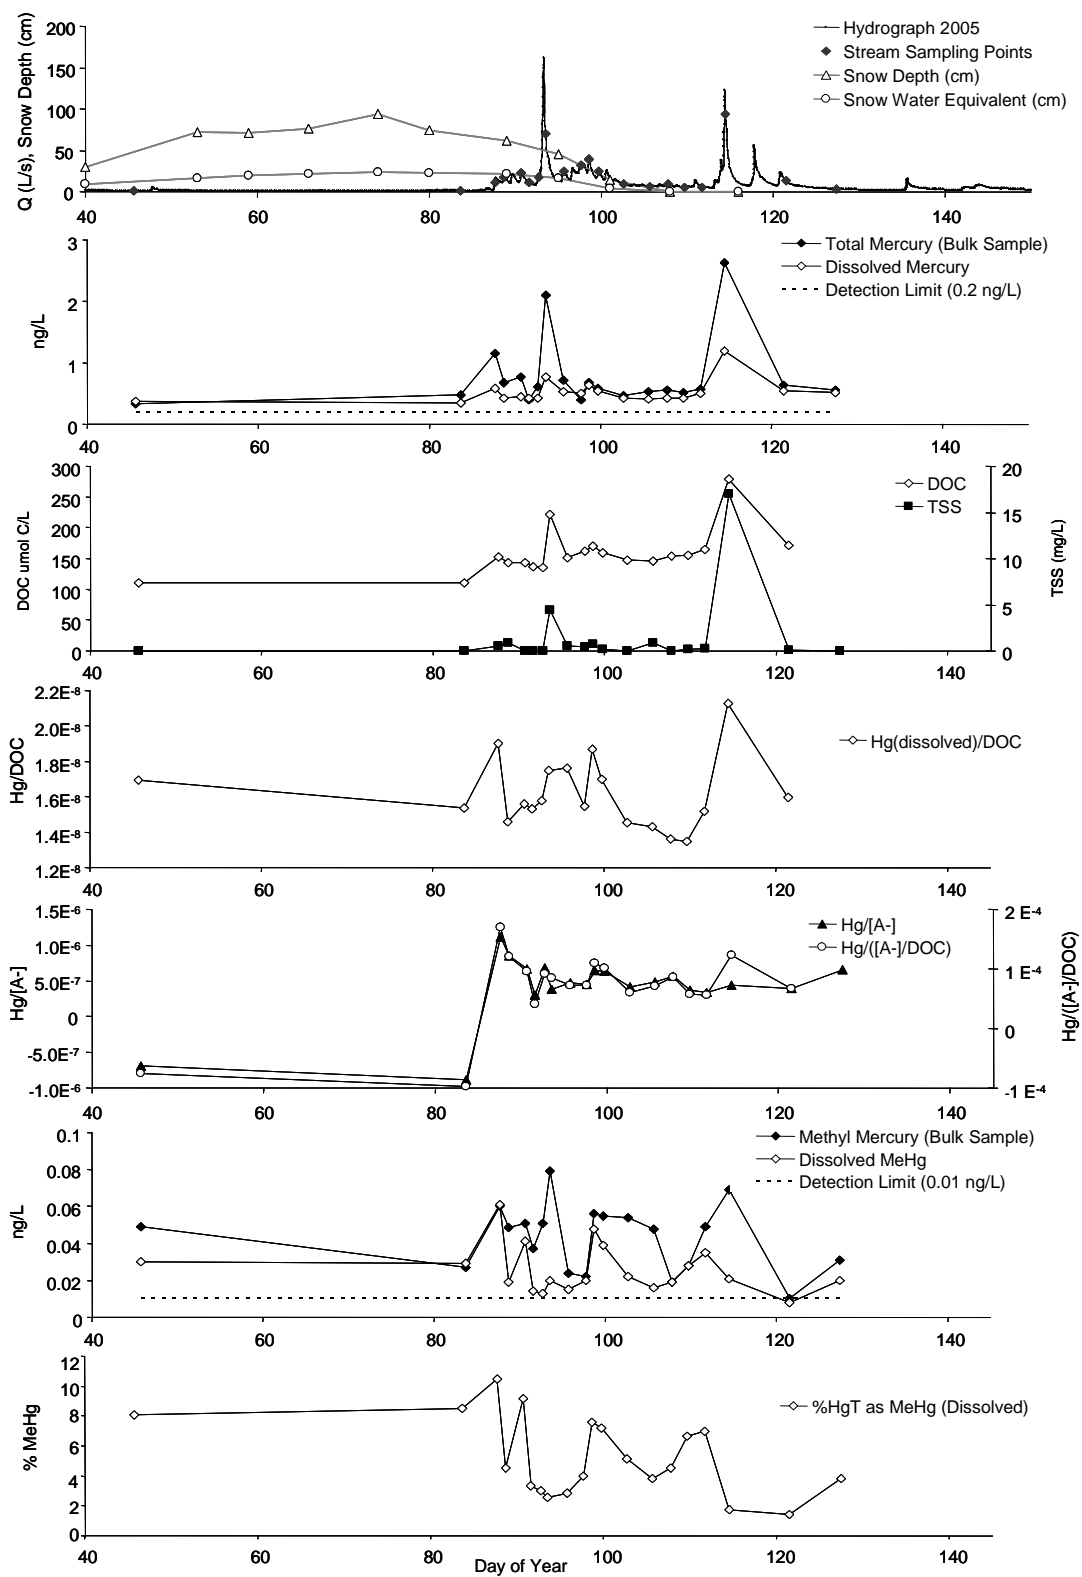 200
150
100
50
0
Q (L/s), Snow Depth (cm)
Hydrograph 2005
Stream Sampling Points
Snow Depth (cm)
Snow Water Equivalent (cm)
40 60 80 100 120 140
3
2
1
0
ng/L
Total Mercury (Bulk Sample)
Dissolved Mercury
Detection Limit (0.2 ng/L)
40 60 80 100 120 140
300
250
200
150
100
50
0
DOC umol C/L
DOC
TSS
20
15
10
5
0
TSS (mg/L)
40 60 80 100 120 140
2.2E-8
2.0E-8
1.8E-8
1.6E-8
1.4E-8
1.2E-8
Hg/DOC
Hg(dissolved)/DOC
40 60 80 100 120 140
1.5E-6
1.0E-6
5.0E-7
0
-5.0E-7
-1.0E-6
Hg/[A-]
Hg/[A-]
Hg/([A-]/DOC)
2 E-4
1 E-4
0
-1 E-4
Hg/([A-]/DOC)
40 60 80 100 120 140
0.1
0.08
0.06
0.04
0.02
0
ng/L
Methyl Mercury (Bulk Sample)
Dissolved MeHg
Detection Limit (0.01 ng/L)
40 60 80 100 120 140
12
10
8
6
4
2
0
% MeHg
%HgT as MeHg (Dissolved)
40 60 80 100 120 140
Day of Year